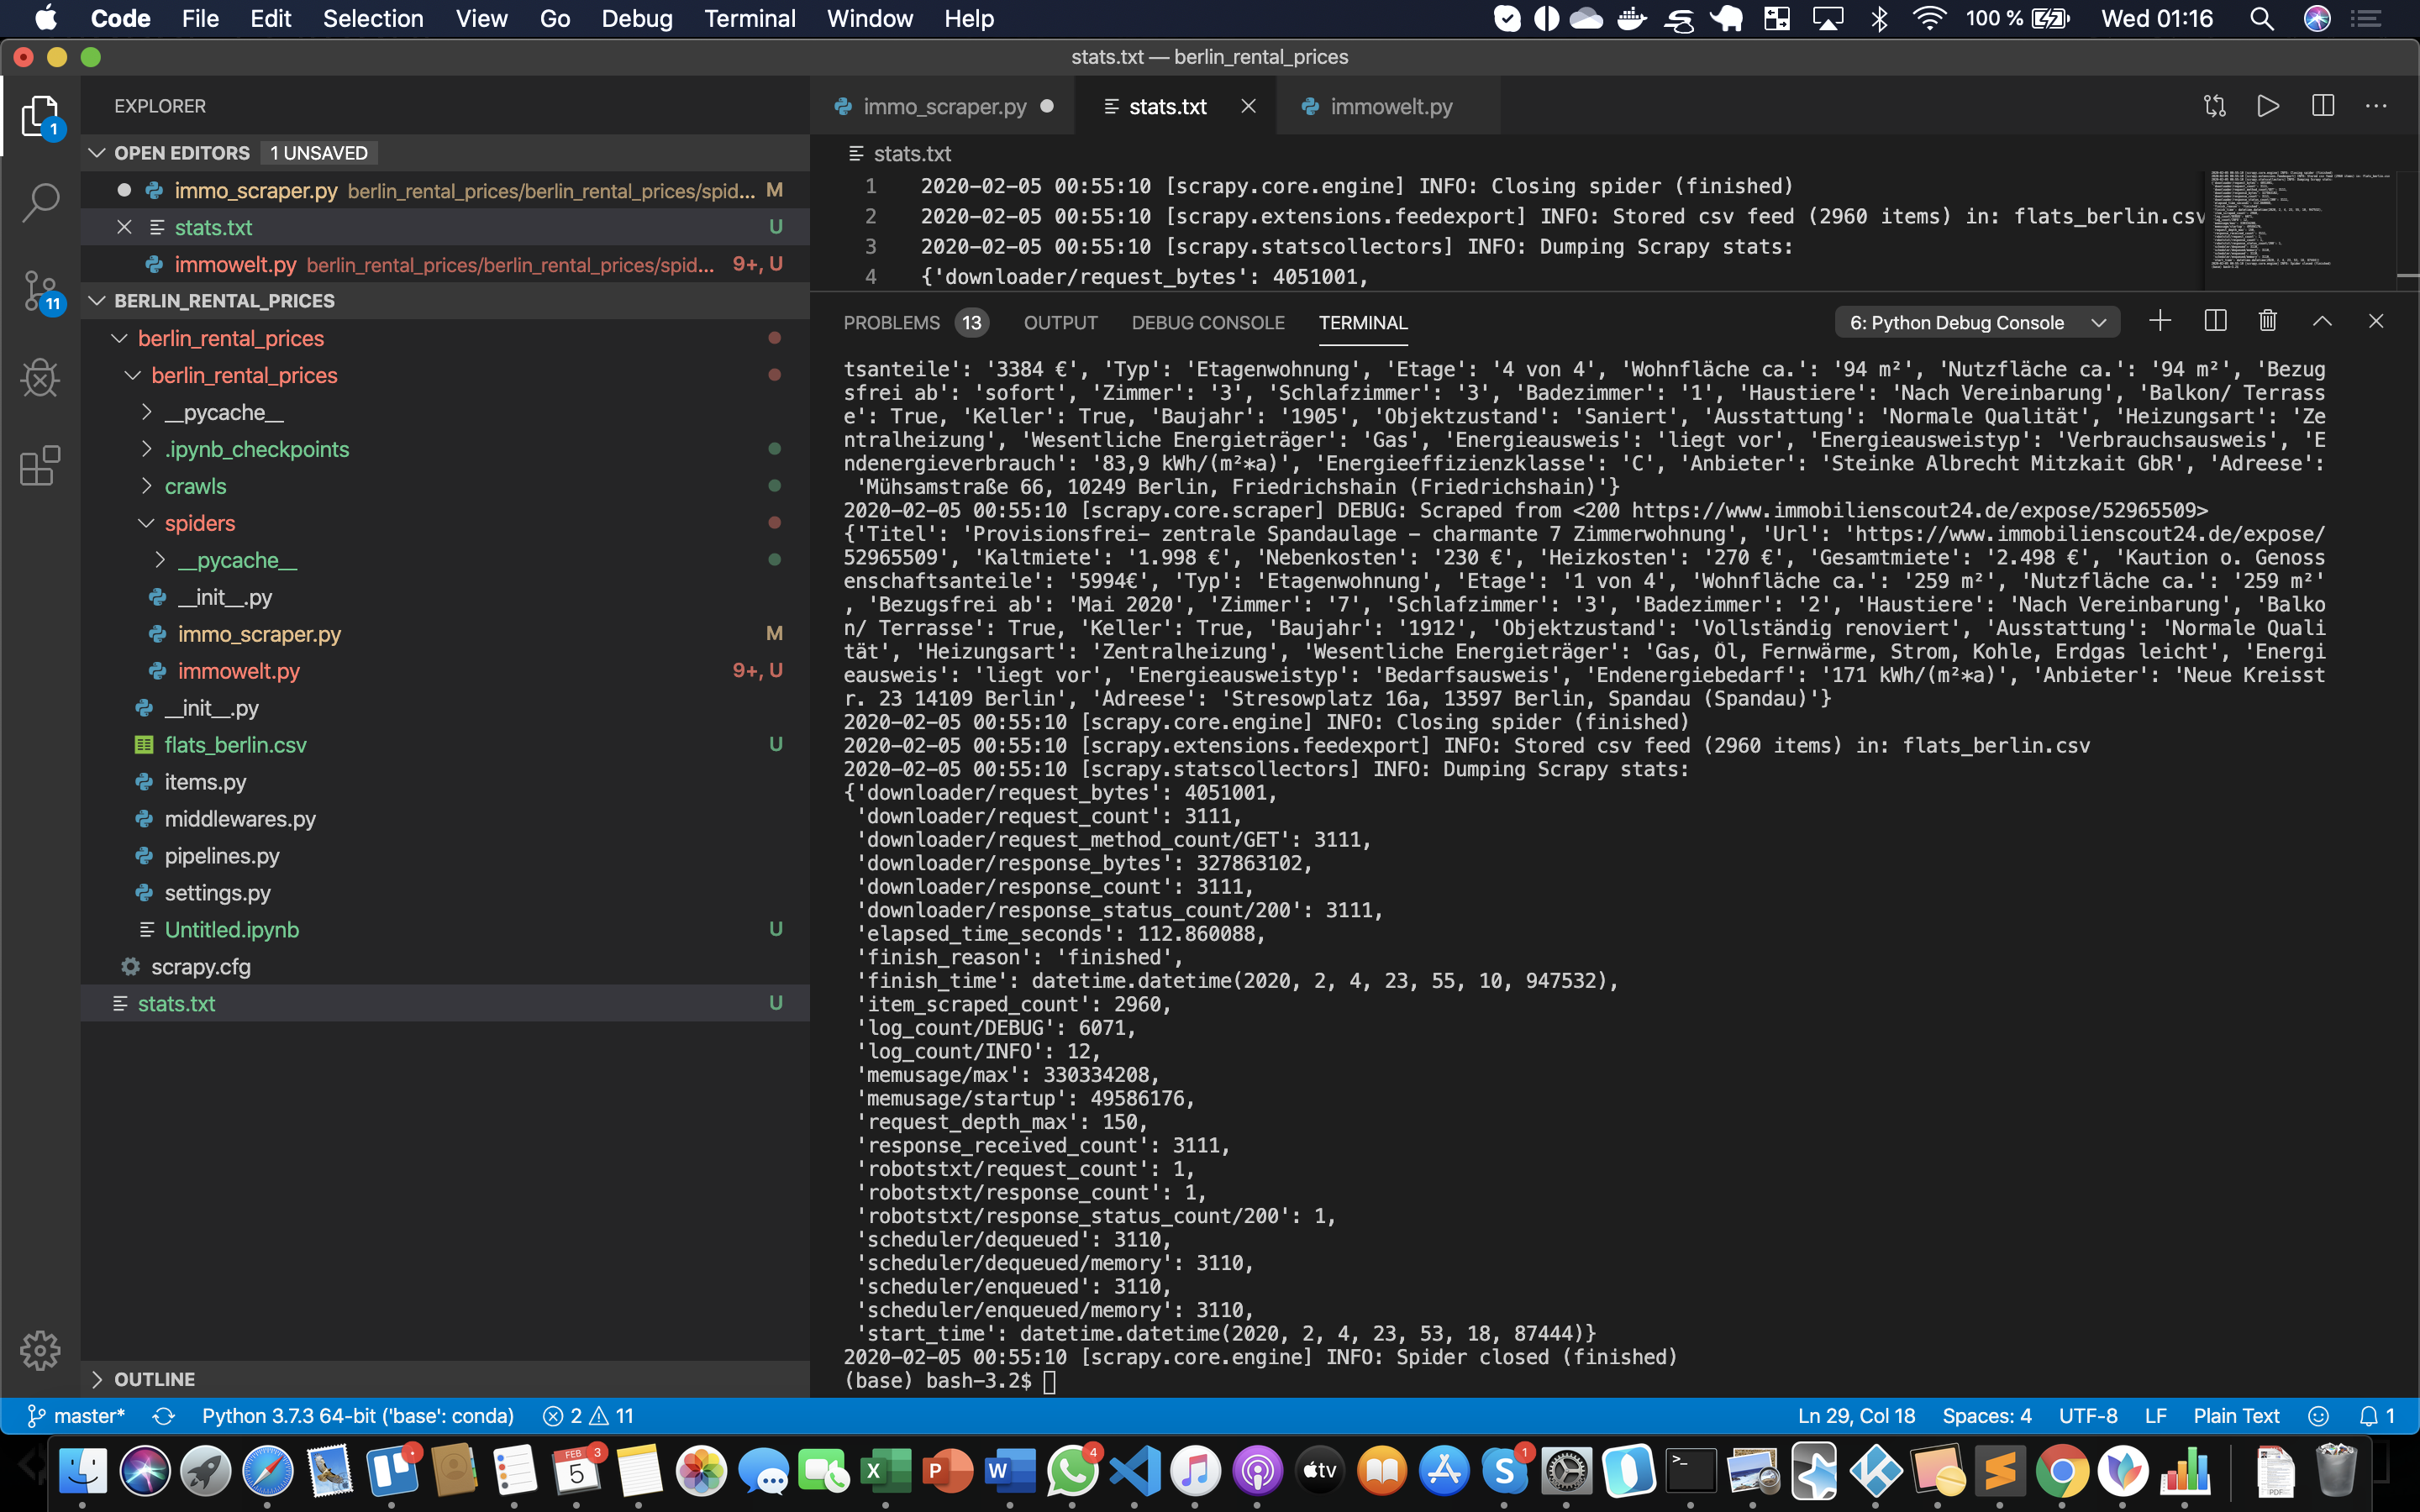 Code File Edit Selection View Go Debug Terminal Window Help 100 % Wed 01:16
stats.txt — berlin_rental_prices
EXPLORER
OPEN EDITORS 1 UNSAVED
immo_scraper.py berlin_rental_prices/berlin_rental_prices/spid... M
stats.txt U
immowelt.py berlin_rental_prices/berlin_rental_prices/spid... 9+, U
BERLIN_RENTAL_PRICES
berlin_rental_prices
berlin_rental_prices
__pycache__
.ipynb_checkpoints
crawls
spiders
__pycache__
__init__.py
immo_scraper.py M
immowelt.py 9+, U
__init__.py
flats_berlin.csv U
items.py
middlewares.py
pipelines.py
settings.py
Untitled.ipynb U
scrapy.cfg
stats.txt U
OUTLINE
1
11
immo_scraper.py stats.txt immowelt.py
stats.txt
1 2020-02-05 00:55:10 [scrapy.core.engine] INFO: Closing spider (finished)
2 2020-02-05 00:55:10 [scrapy.extensions.feedexport] INFO: Stored csv feed (2960 items) in: flats_berlin.csv
3 2020-02-05 00:55:10 [scrapy.statscollectors] INFO: Dumping Scrapy stats:
4 {'downloader/request_bytes': 4051001,
PROBLEMS 13 OUTPUT DEBUG CONSOLE TERMINAL 6: Python Debug Console
tsanteile': '3384 €', 'Typ': 'Etagenwohnung', 'Etage': '4 von 4', 'Wohnfläche ca.': '94 m²', 'Nutzfläche ca.': '94 m²', 'Bezug
sfrei ab': 'sofort', 'Zimmer': '3', 'Schlafzimmer': '3', 'Badezimmer': '1', 'Haustiere': 'Nach Vereinbarung', 'Balkon/ Terrass
e': True, 'Keller': True, 'Baujahr': '1905', 'Objektzustand': 'Saniert', 'Ausstattung': 'Normale Qualität', 'Heizungsart': 'Ze
ntralheizung', 'Wesentliche Energieträger': 'Gas', 'Energieausweis': 'liegt vor', 'Energieausweistyp': 'Verbrauchsausweis', 'E
ndenergieverbrauch': '83,9 kWh/(m²*a)', 'Energieeffizienzklasse': 'C', 'Anbieter': 'Steinke Albrecht Mitzkait GbR', 'Adreese':
'Mühsamstraße 66, 10249 Berlin, Friedrichshain (Friedrichshain)'}
2020-02-05 00:55:10 [scrapy.core.scraper] DEBUG: Scraped from <200 https://www.immobilienscout24.de/expose/52965509>
{'Titel': 'Provisionsfrei- zentrale Spandaulage - charmante 7 Zimmerwohnung', 'Url': 'https://www.immobilienscout24.de/expose/
52965509', 'Kaltmiete': '1.998 €', 'Nebenkosten': '230 €', 'Heizkosten': '270 €', 'Gesamtmiete': '2.498 €', 'Kaution o. Genoss
enschaftsanteile': '5994€', 'Typ': 'Etagenwohnung', 'Etage': '1 von 4', 'Wohnfläche ca.': '259 m²', 'Nutzfläche ca.': '259 m²'
, 'Bezugsfrei ab': 'Mai 2020', 'Zimmer': '7', 'Schlafzimmer': '3', 'Badezimmer': '2', 'Haustiere': 'Nach Vereinbarung', 'Balko
n/ Terrasse': True, 'Keller': True, 'Baujahr': '1912', 'Objektzustand': 'Vollständig renoviert', 'Ausstattung': 'Normale Quali
tät', 'Heizungsart': 'Zentralheizung', 'Wesentliche Energieträger': 'Gas, Öl, Fernwärme, Strom, Kohle, Erdgas leicht', 'Energi
eausweis': 'liegt vor', 'Energieausweistyp': 'Bedarfsausweis', 'Endenergiebedarf': '171 kWh/(m²*a)', 'Anbieter': 'Neue Kreisst
r. 23 14109 Berlin', 'Adreese': 'Stresowplatz 16a, 13597 Berlin, Spandau (Spandau)'}
2020-02-05 00:55:10 [scrapy.core.engine] INFO: Closing spider (finished)
2020-02-05 00:55:10 [scrapy.extensions.feedexport] INFO: Stored csv feed (2960 items) in: flats_berlin.csv
2020-02-05 00:55:10 [scrapy.statscollectors] INFO: Dumping Scrapy stats:
{'downloader/request_bytes': 4051001,
'downloader/request_count': 3111,
'downloader/request_method_count/GET': 3111,
'downloader/response_bytes': 327863102,
'downloader/response_count': 3111,
'downloader/response_status_count/200': 3111,
'elapsed_time_seconds': 112.860088,
'finish_reason': 'finished',
'finish_time': datetime.datetime(2020, 2, 4, 23, 55, 10, 947532),
'item_scraped_count': 2960,
'log_count/DEBUG': 6071,
'log_count/INFO': 12,
'memusage/max': 330334208,
'memusage/startup': 49586176,
'request_depth_max': 150,
'response_received_count': 3111,
'robotstxt/request_count': 1,
'robotstxt/response_count': 1,
'robotstxt/response_status_count/200': 1,
'scheduler/dequeued': 3110,
'scheduler/dequeued/memory': 3110,
'scheduler/enqueued': 3110,
'scheduler/enqueued/memory': 3110,
'start_time': datetime.datetime(2020, 2, 4, 23, 53, 18, 87444)}
2020-02-05 00:55:10 [scrapy.core.engine] INFO: Spider closed (finished)
(base) bash-3.2$
master* Python 3.7.3 64-bit ('base': conda) 2 11 Ln 29, Col 18 Spaces: 4 UTF-8 LF Plain Text 1
FEB 5 3 X P W 4 tv S 1 >_ PDF